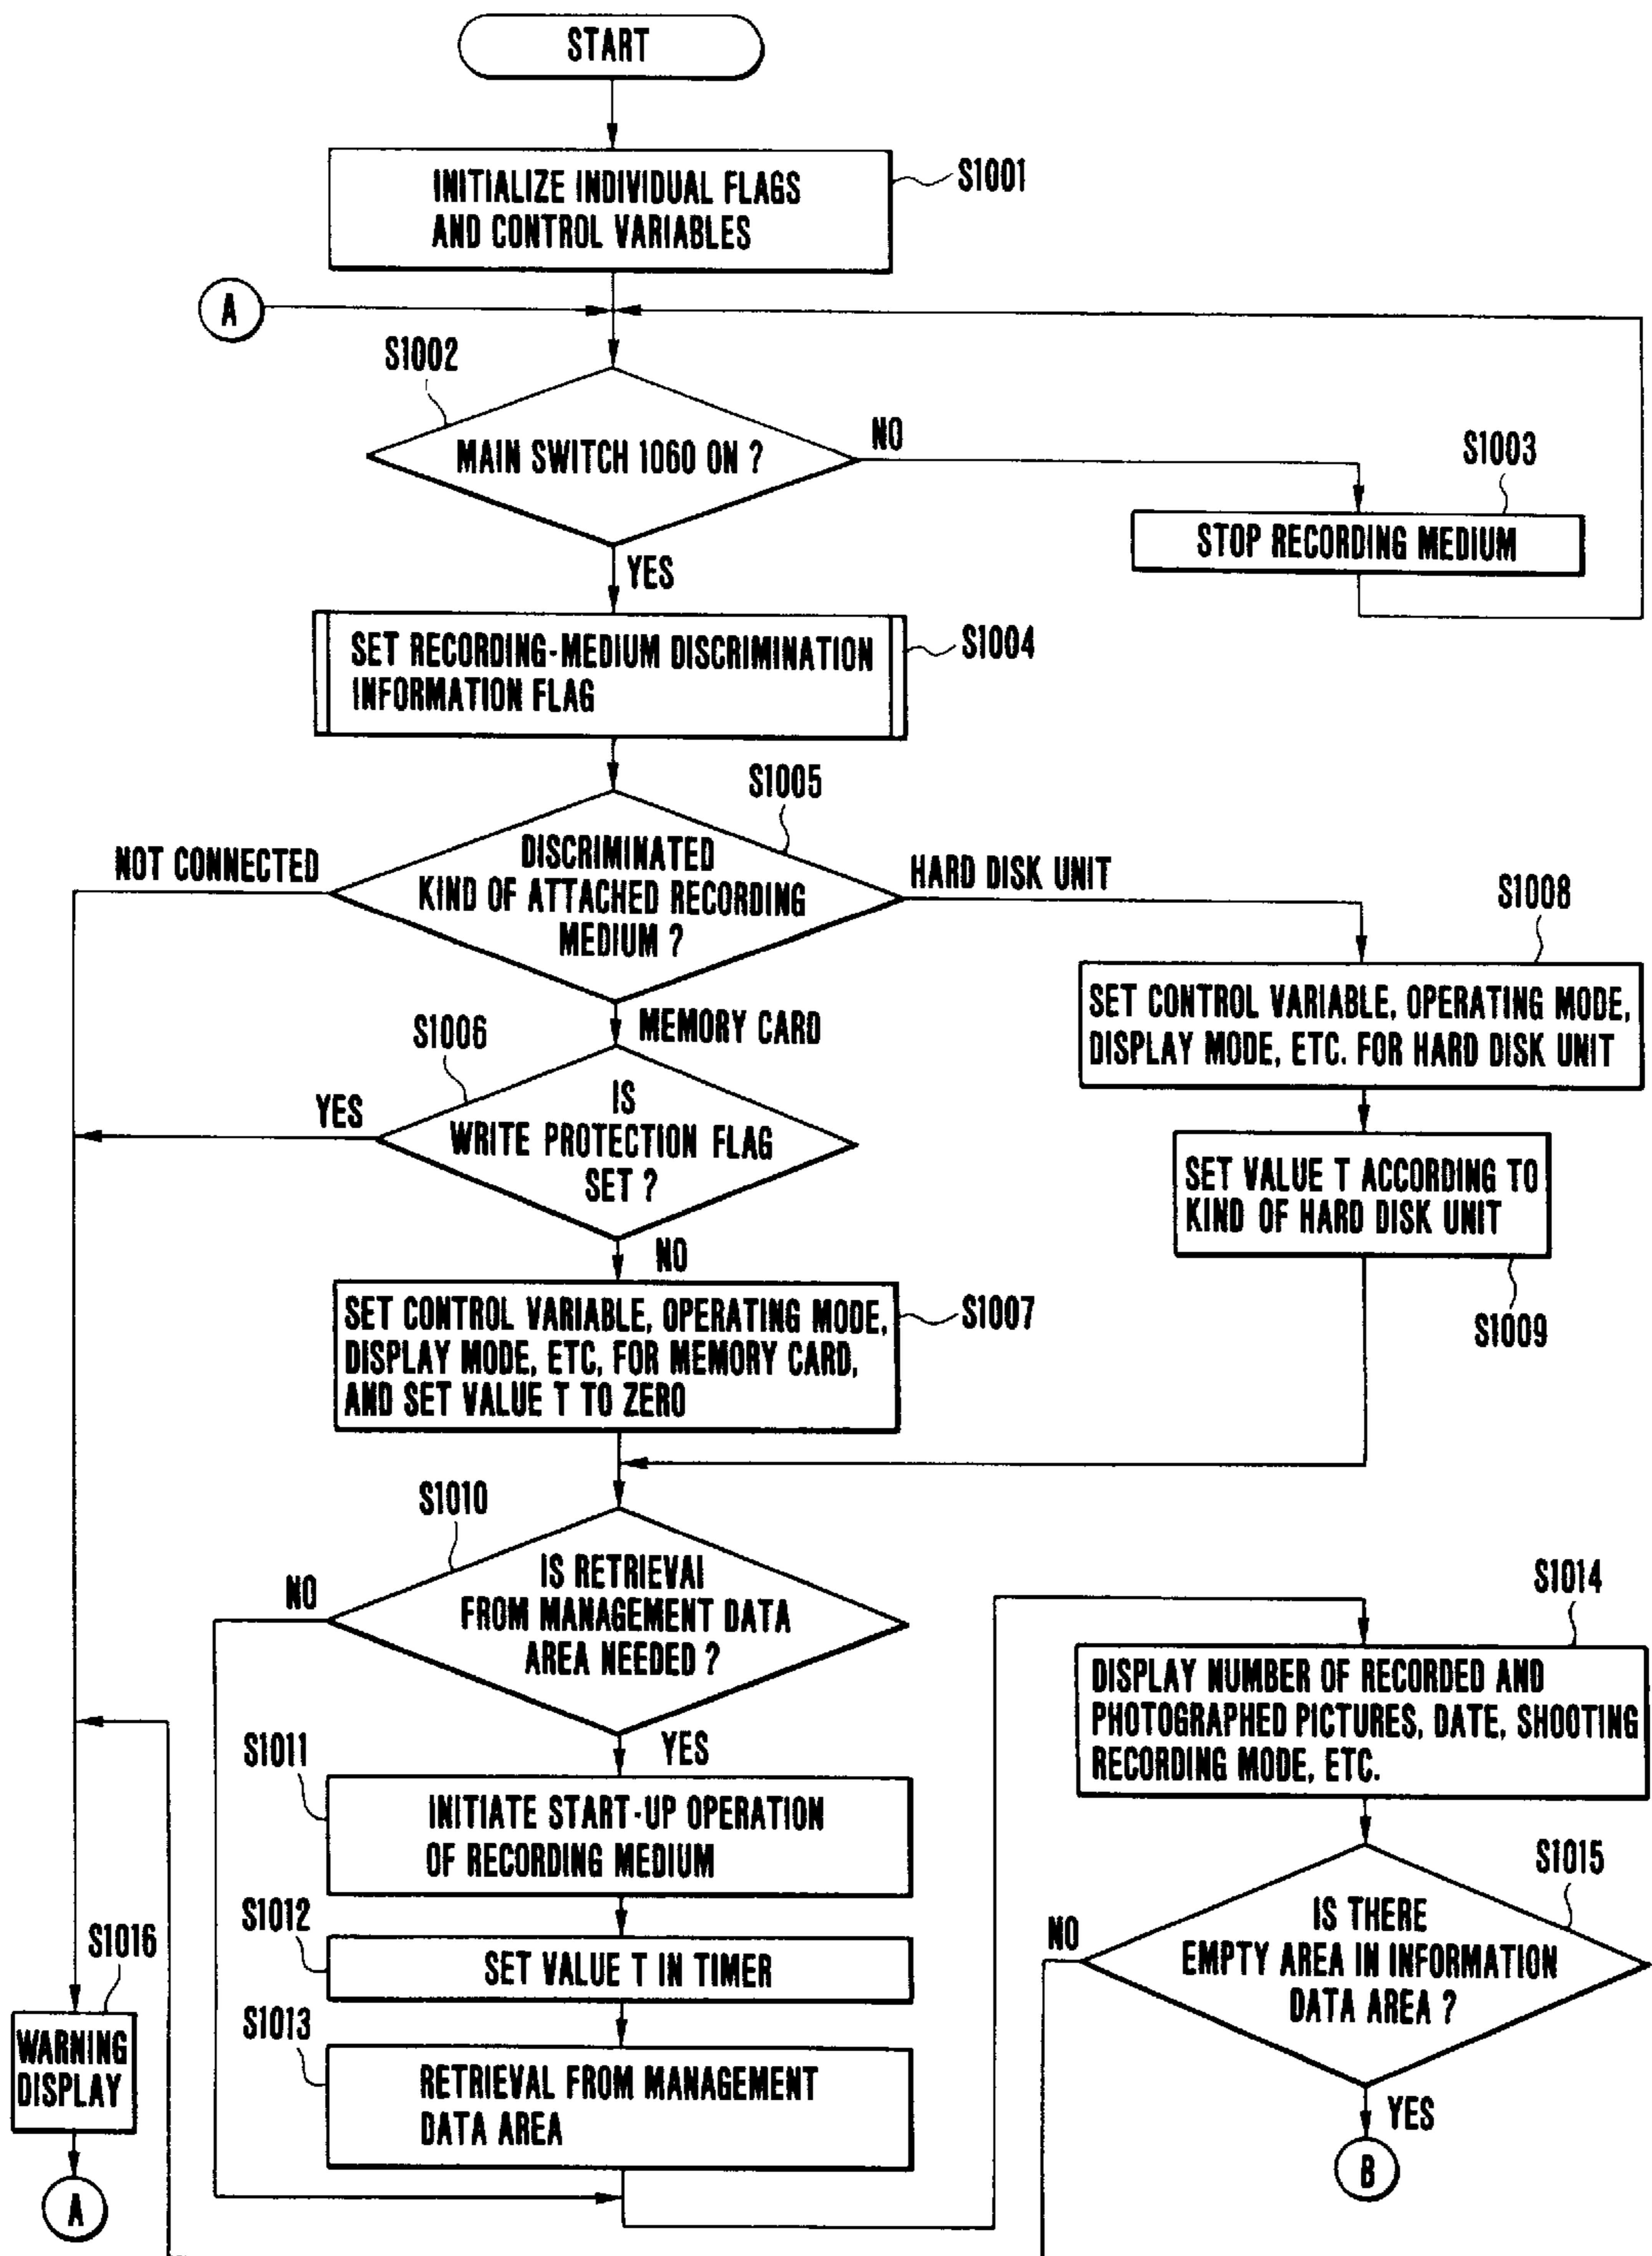 START
INITIALIZE INDIVIDUAL FLAGS
AND CONTROL VARIABLES
S1001
A
S1002
MAIN SWITCH 1060 ON ?
NO
S1003
STOP RECORDING MEDIUM
YES
SET RECORDING-MEDIUM DISCRIMINATION
INFORMATION FLAG
S1004
S1005
NOT CONNECTED
DISCRIMINATED
KIND OF ATTACHED RECORDING
MEDIUM ?
HARD DISK UNIT
S1008
SET CONTROL VARIABLE, OPERATING MODE,
DISPLAY MODE, ETC. FOR HARD DISK UNIT
MEMORY CARD
S1006
YES
IS
WRITE PROTECTION FLAG
SET ?
SET VALUE T ACCORDING TO
KIND OF HARD DISK UNIT
S1009
NO
SET CONTROL VARIABLE, OPERATING MODE,
DISPLAY MODE, ETC, FOR MEMORY CARD,
AND SET VALUE T TO ZERO
S1007
S1010
NO
IS RETRIEVAI
FROM MANAGEMENT DATA
AREA NEEDED ?
YES
S1011
INITIATE START-UP OPERATION
OF RECORDING MEDIUM
S1012
SET VALUE T IN TIMER
S1013
RETRIEVAL FROM MANAGEMENT
DATA AREA
S1014
DISPLAY NUMBER OF RECORDED AND
PHOTOGRAPHED PICTURES, DATE, SHOOTING
RECORDING MODE, ETC.
S1015
NO
IS THERE
EMPTY AREA IN INFORMATION
DATA AREA ?
YES
B
S1016
WARNING
DISPLAY
A